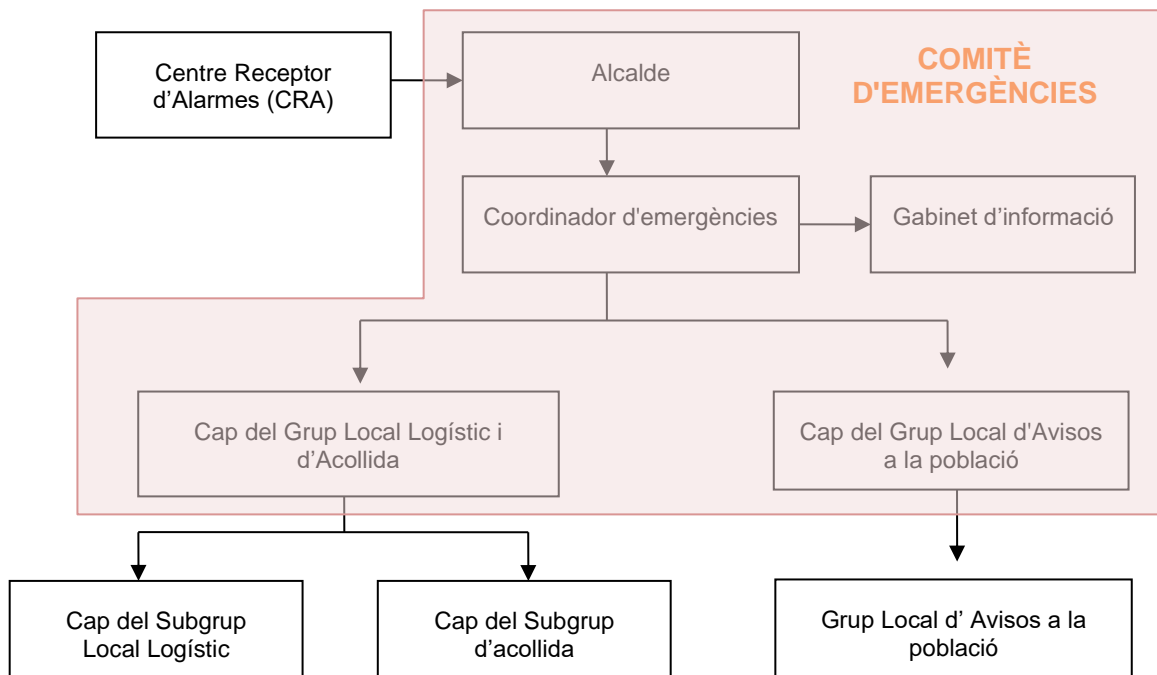 Centre Receptor
d'Alarmes (CRA)
Alcalde
COMITÈ
D'EMERGÈNCIES
Coordinador d'emergències
Gabinet d'informació
Cap del Grup Local Logístic i
d'Acollida
Cap del Grup Local d'Avisos
a la població
Cap del Subgrup
Local Logístic
Cap del Subgrup
d'acollida
Grup Local d' Avisos a la
població